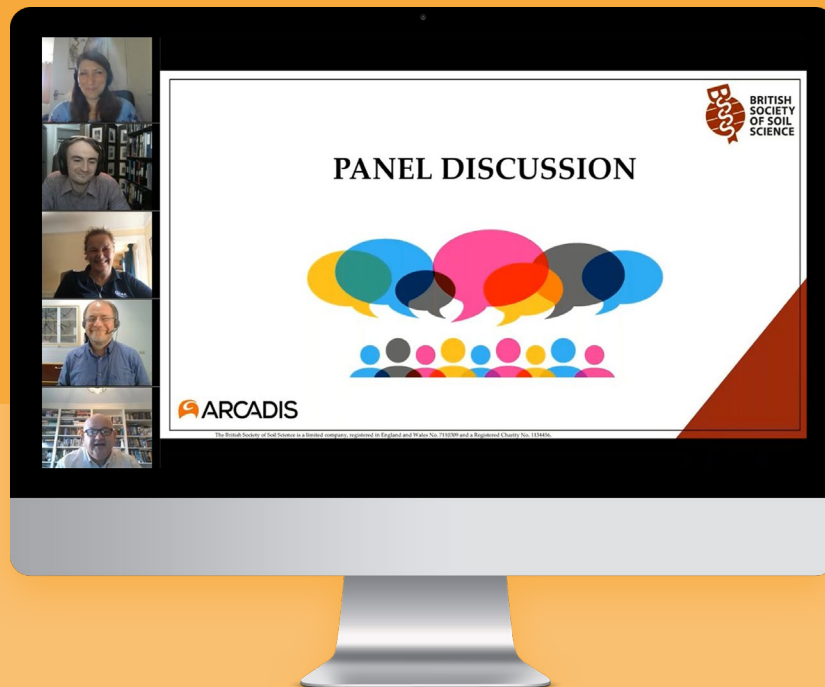 BRITISH
SOCIETY
OF SOIL
SCIENCE
PANEL DISCUSSION
ARCADIS
The British Society of Soil Science is a limited company, registered in England and Wales No. 7110309 and a Registered Charity No. 1134456.